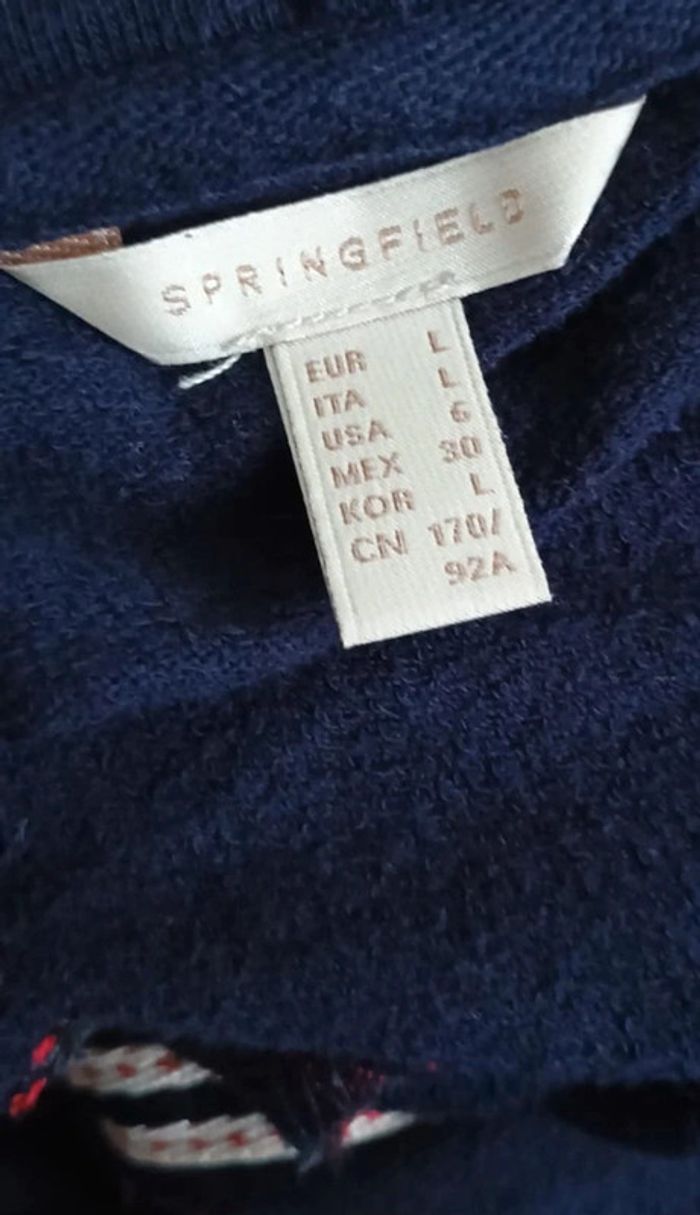 SPRINGFIELD
EUR L
ITA L
USA 6
MEX 30
KOR L
CN 170/
92A